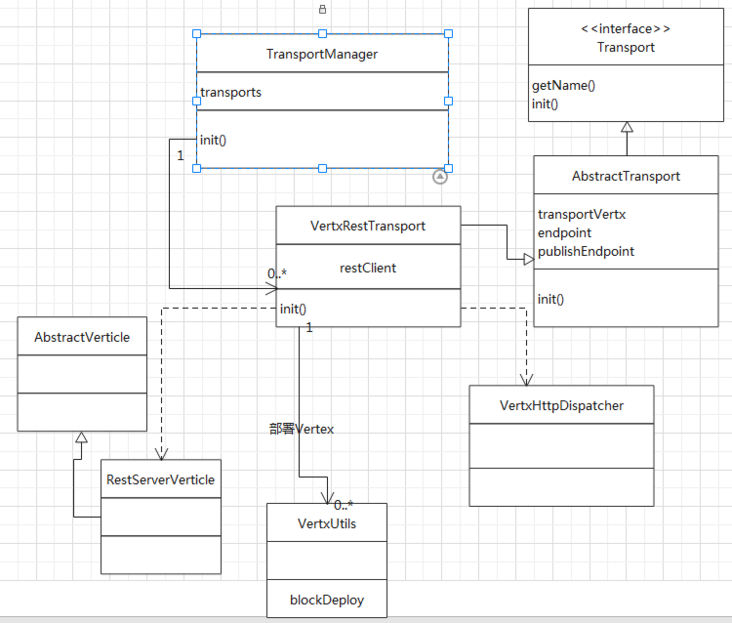 <<interface>>
Transport
getName()
init()
TransportManager
transports
init()
1
AbstractTransport
transportVertx
endpoint
publishEndpoint
init()
VertxRestTransport
restClient
init()
0..*
1
AbstractVerticle
VertxHttpDispatcher
部署Vertex
RestServerVerticle
0..*
VertxUtils
blockDeploy